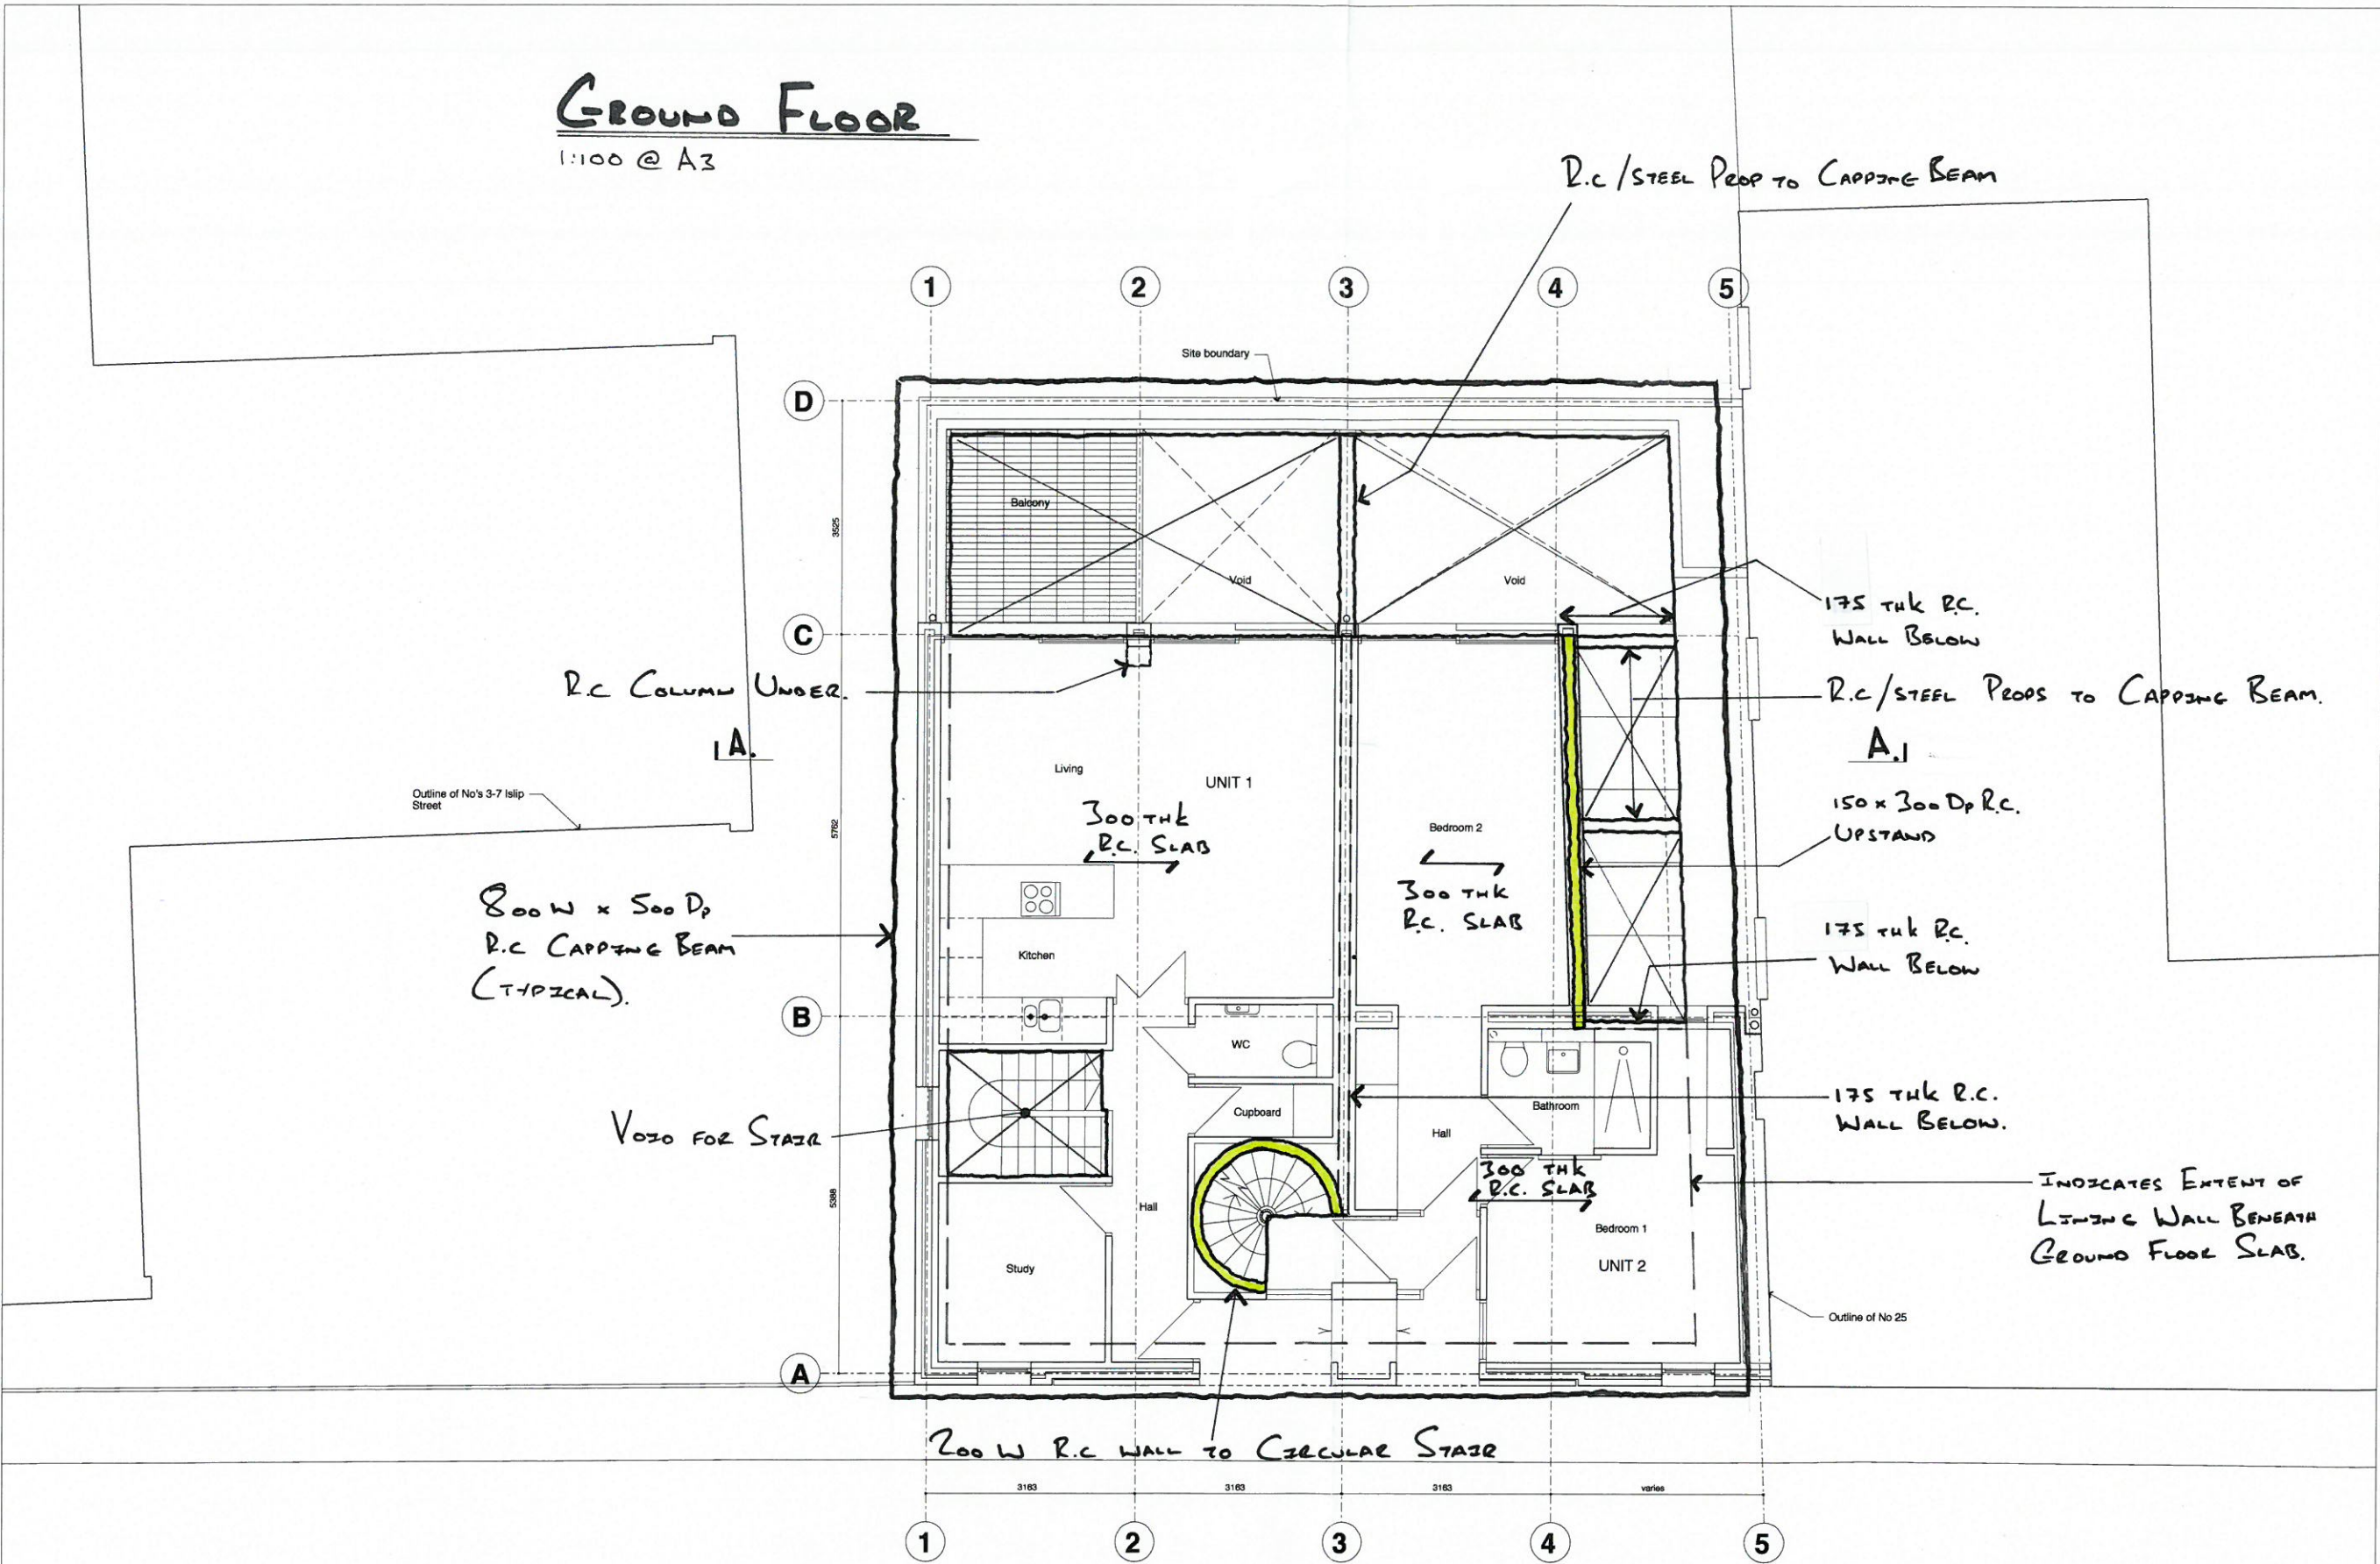 GROUND FLOOR
1:100 @ A3
R.C/STEEL PROP TO CAPPING BEAM
1
2
3
4
5
Site boundary
D
3525
Balcony
Void
Void
175 THK R.C.
WALL BELOW
C
R.C COLUMN UNDER.
R.C/STEEL PROPS TO CAPPING BEAM.
A.
A.
Living
UNIT 1
Outline of No's 3-7 Islip
Street
300 THK
R.C. SLAB
5762
Bedroom 2
150 x 300 DP R.C.
UPSTAND
300 THK
R.C. SLAB
800 W x 500 DP
R.C CAPPING BEAM
(TYPICAL).
Kitchen
175 THK R.C.
WALL BELOW
B
WC
Cupboard
Bathroom
175 THK R.C.
WALL BELOW.
VOID FOR STAIR
Hall
300 THK
R.C. SLAB
5388
Hall
INDICATES EXTENT OF
LINING WALL BENEATH
GROUND FLOOR SLAB.
Bedroom 1
UNIT 2
Study
Outline of No 25
A
200 W R.C WALL TO CIRCULAR STAIR
3163
3163
3163
varies
1
2
3
4
5